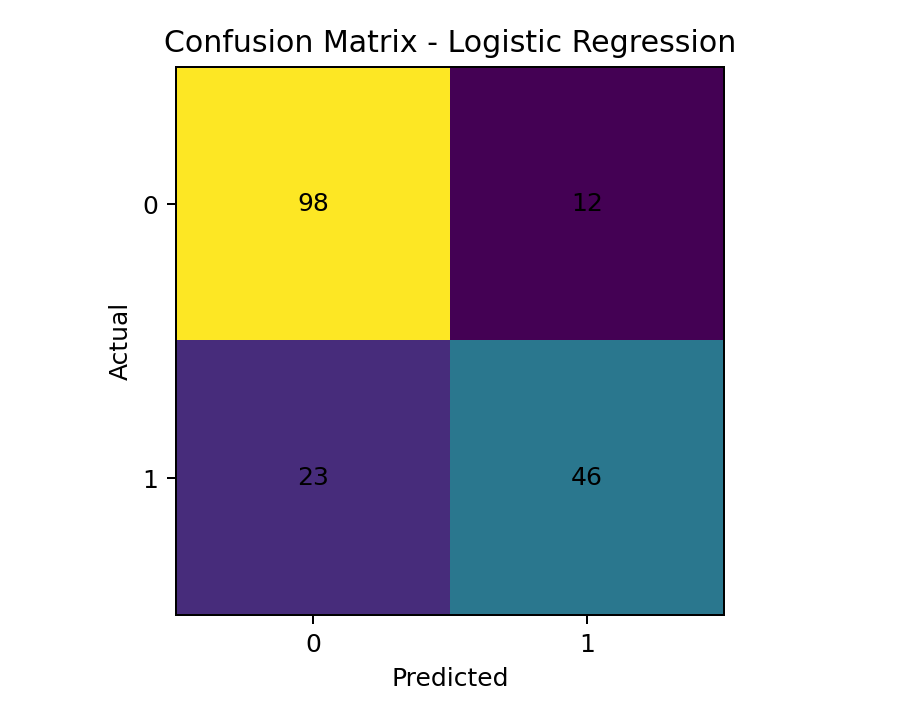 Confusion Matrix - Logistic Regression
0
98
12
Actual
1
23
46
0
1
Predicted